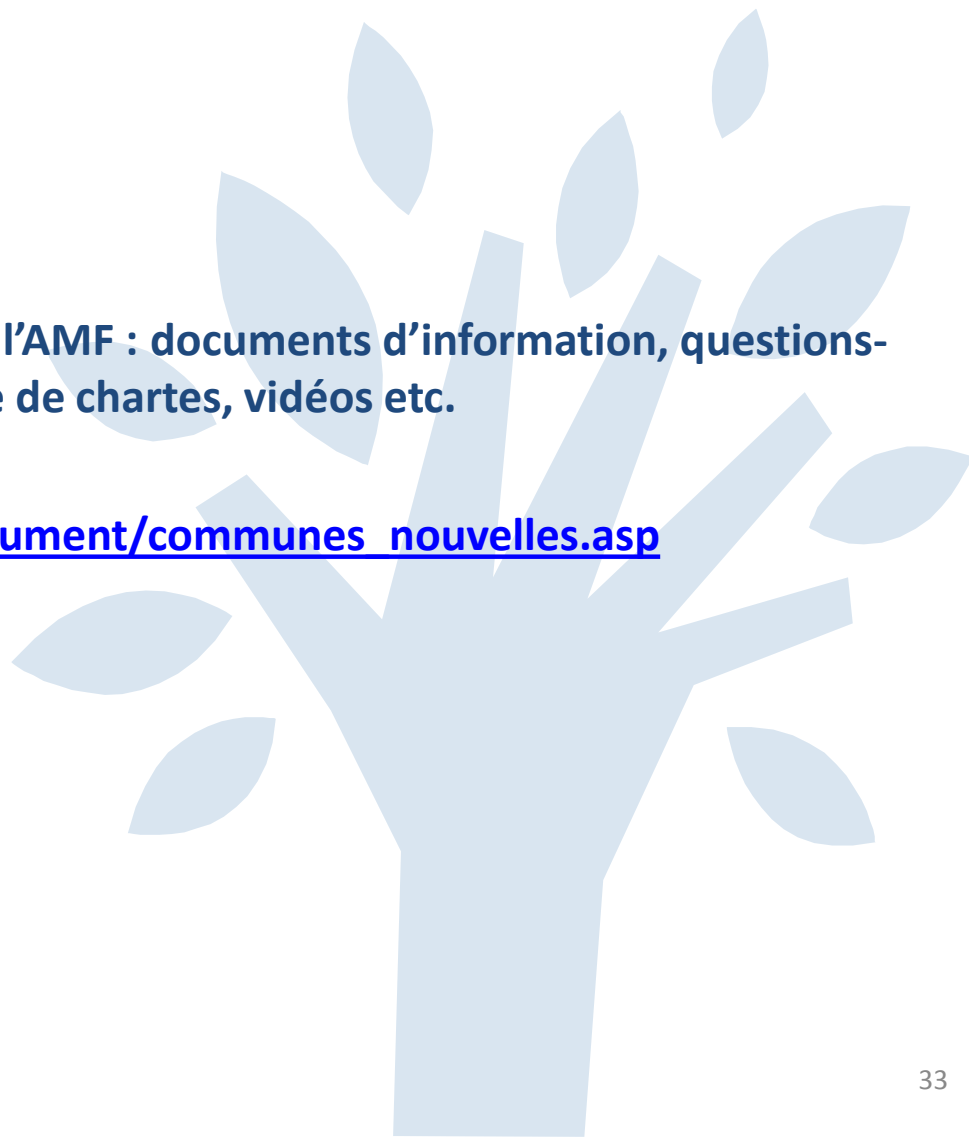 l’AMF : documents d’information, questions-
de chartes, vidéos etc.
ument/communes_nouvelles.asp
33